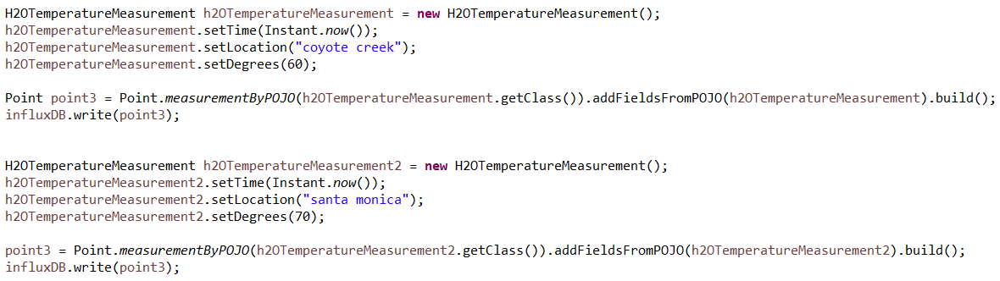 H2OTemperatureMeasurement h2OTemperatureMeasurement = new H2OTemperatureMeasurement();
h2OTemperatureMeasurement.setTime(Instant.now());
h2OTemperatureMeasurement.setLocation("coyote creek");
h2OTemperatureMeasurement.setDegrees(60);
Point point3 = Point.measurementByPOJO(h2OTemperatureMeasurement.getClass()).addFieldsFromPOJO(h2OTemperatureMeasurement).build();
influxDB.write(point3);
H2OTemperatureMeasurement h2OTemperatureMeasurement2 = new H2OTemperatureMeasurement();
h2OTemperatureMeasurement2.setTime(Instant.now());
h2OTemperatureMeasurement2.setLocation("santa monica");
h2OTemperatureMeasurement2.setDegrees(70);
point3 = Point.measurementByPOJO(h2OTemperatureMeasurement2.getClass()).addFieldsFromPOJO(h2OTemperatureMeasurement2).build();
influxDB.write(point3);